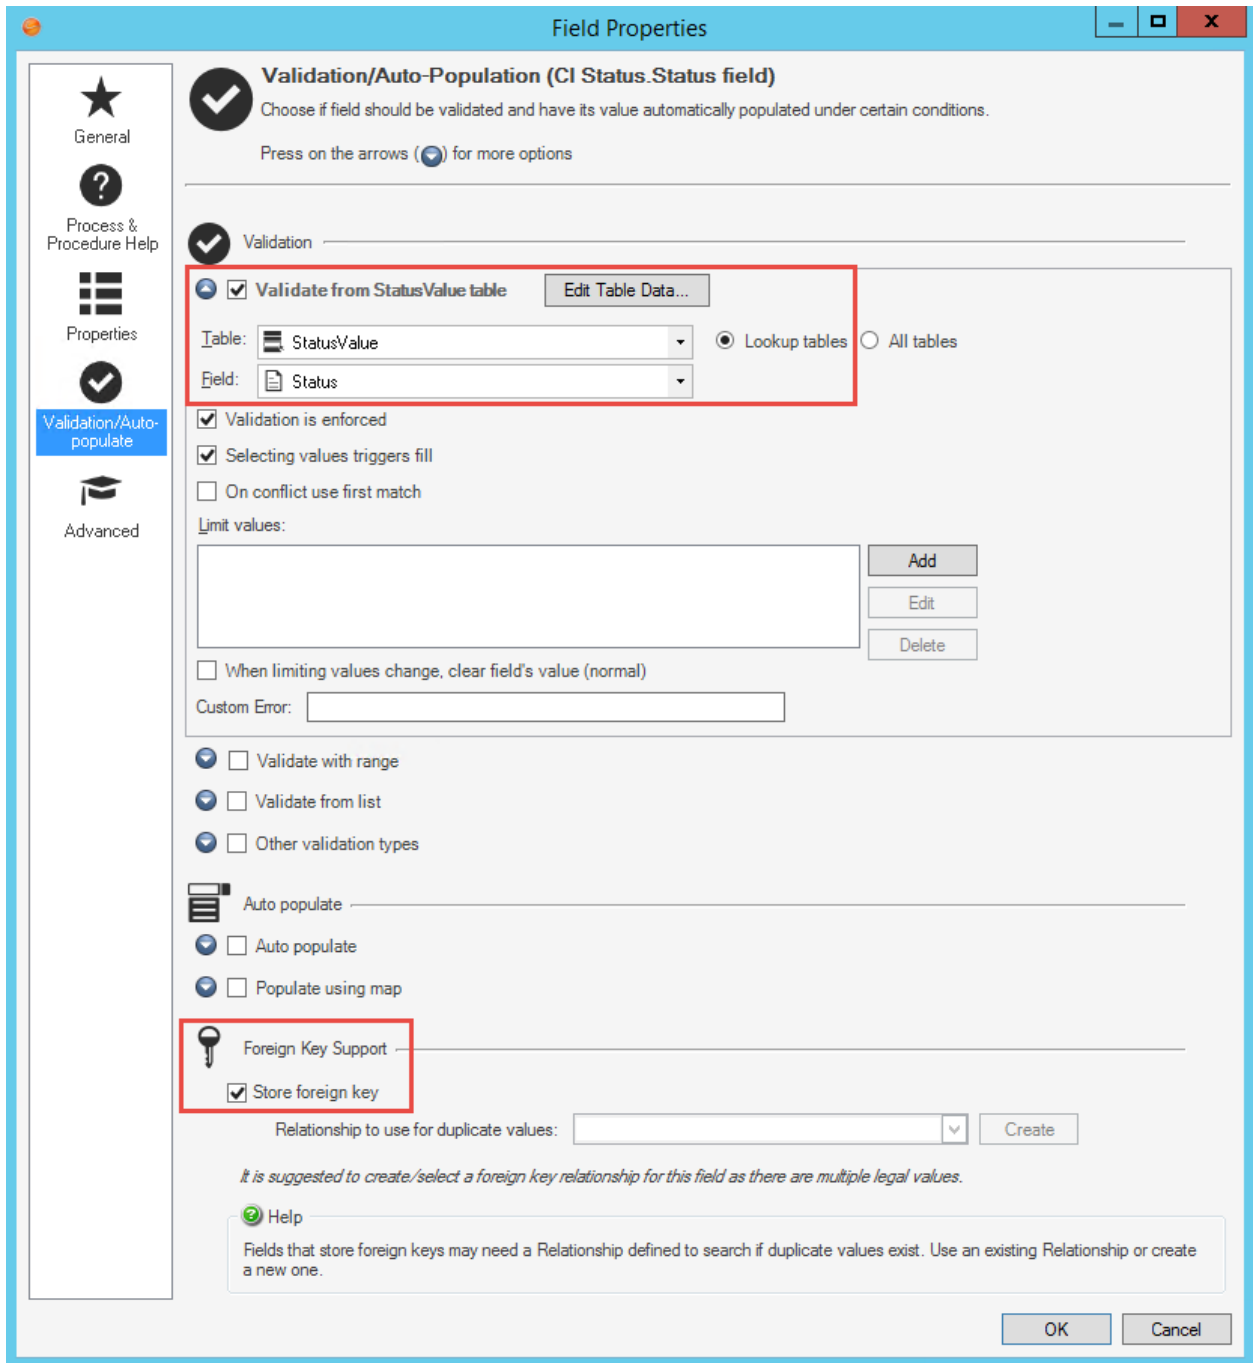 Field Properties
Validation/Auto-Population (CI Status.Status field)
Choose if field should be validated and have its value automatically populated under certain conditions.
Press on the arrows ( ) for more options
General
Process &
Procedure Help
Properties
Validation/Auto-
populate
Advanced
Validation
Validate from StatusValue table
Edit Table Data...
Table:
StatusValue
Lookup tables
All tables
Field:
Status
Validation is enforced
Selecting values triggers fill
On conflict use first match
Limit values:
Add
Edit
Delete
When limiting values change, clear field's value (normal)
Custom Error:
Validate with range
Validate from list
Other validation types
Auto populate
Auto populate
Populate using map
Foreign Key Support
Store foreign key
Relationship to use for duplicate values:
Create
It is suggested to create/select a foreign key relationship for this field as there are multiple legal values.
Help
Fields that store foreign keys may need a Relationship defined to search if duplicate values exist. Use an existing Relationship or create
a new one.
OK
Cancel